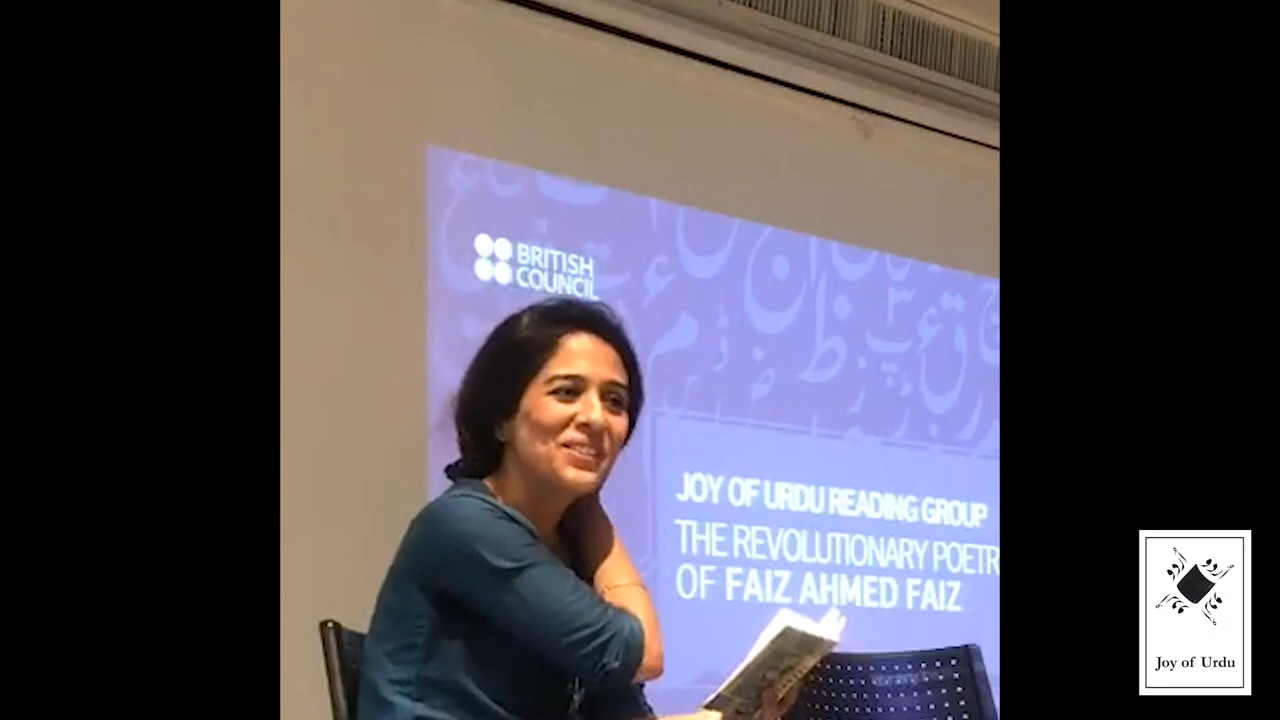 BRITISH
COUNCIL
JOY OF URDU READING GROUP
THE REVOLUTIONARY POETR
OF FAIZ AHMED FAIZ
Joy of Urdu